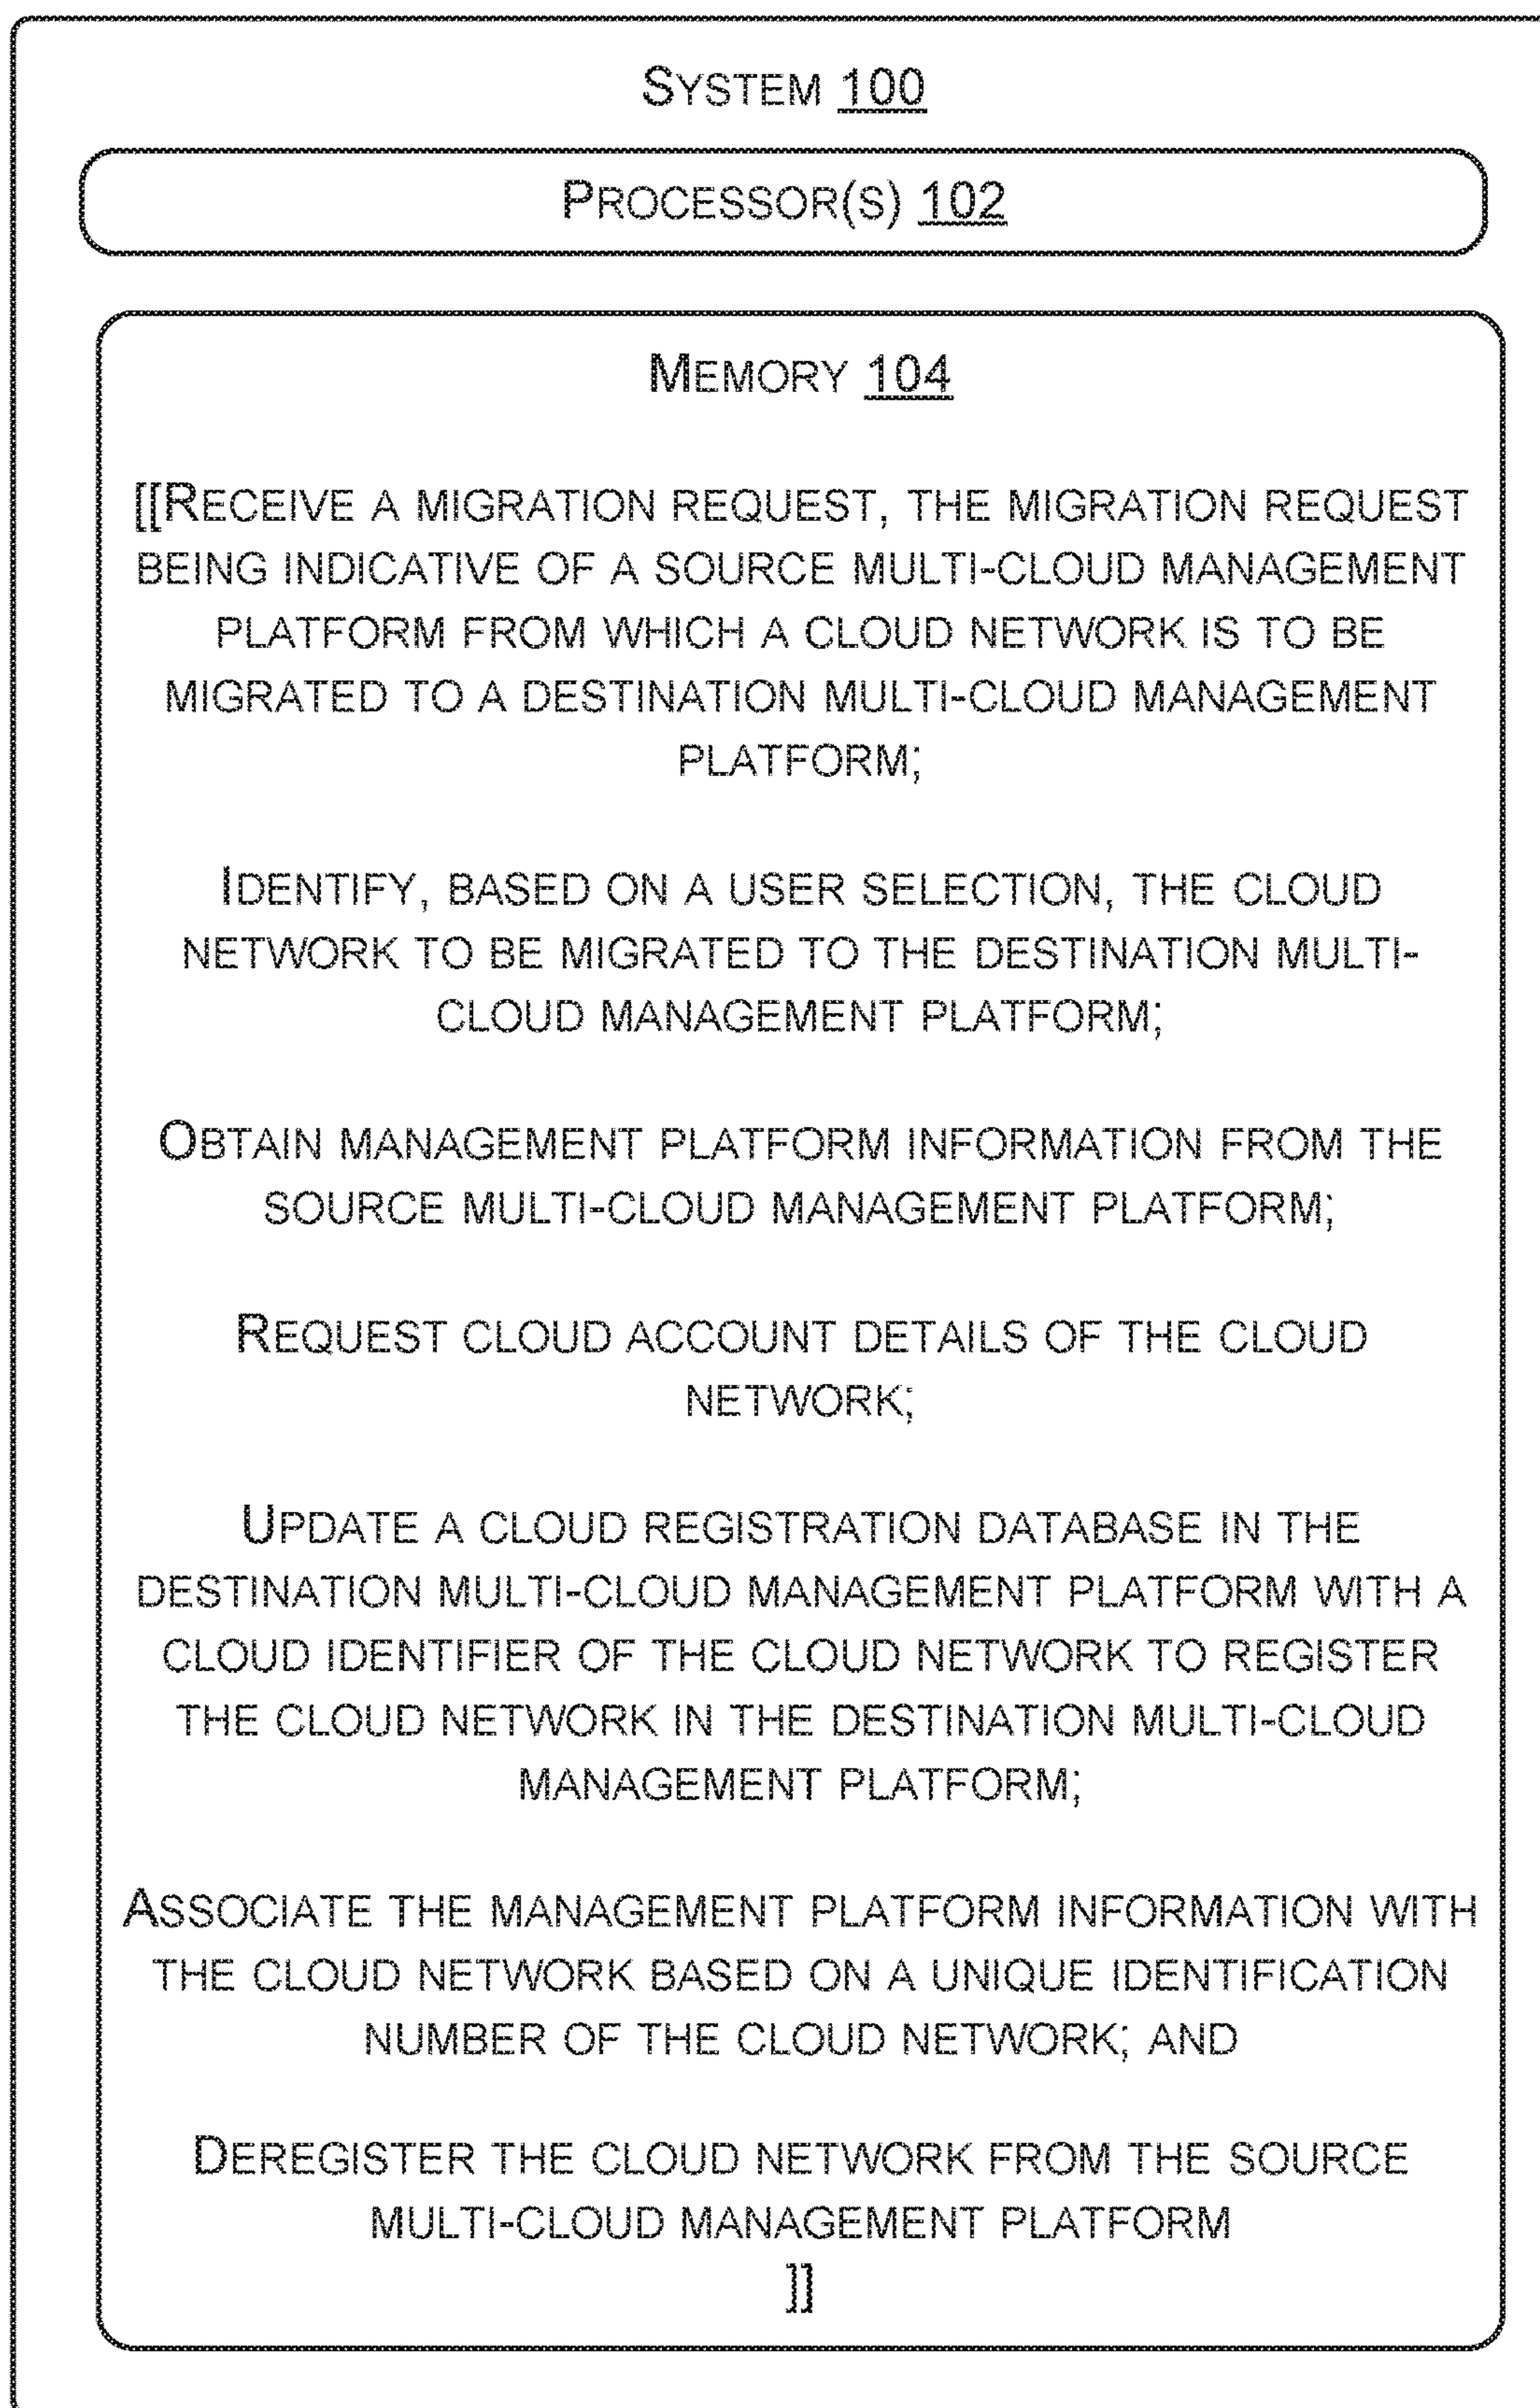 SYSTEM 100
PROCESSOR(S) 102
MEMORY 104
[[RECEIVE A MIGRATION REQUEST, THE MIGRATION REQUEST
BEING INDICATIVE OF A SOURCE MULTI-CLOUD MANAGEMENT
PLATFORM FROM WHICH A CLOUD NETWORK IS TO BE
MIGRATED TO A DESTINATION MULTI-CLOUD MANAGEMENT
PLATFORM;
IDENTIFY, BASED ON A USER SELECTION, THE CLOUD
NETWORK TO BE MIGRATED TO THE DESTINATION MULTI-
CLOUD MANAGEMENT PLATFORM;
OBTAIN MANAGEMENT PLATFORM INFORMATION FROM THE
SOURCE MULTI-CLOUD MANAGEMENT PLATFORM;
REQUEST CLOUD ACCOUNT DETAILS OF THE CLOUD
NETWORK;
UPDATE A CLOUD REGISTRATION DATABASE IN THE
DESTINATION MULTI-CLOUD MANAGEMENT PLATFORM WITH A
CLOUD IDENTIFIER OF THE CLOUD NETWORK TO REGISTER
THE CLOUD NETWORK IN THE DESTINATION MULTI-CLOUD
MANAGEMENT PLATFORM;
ASSOCIATE THE MANAGEMENT PLATFORM INFORMATION WITH
THE CLOUD NETWORK BASED ON A UNIQUE IDENTIFICATION
NUMBER OF THE CLOUD NETWORK; AND
DEREGISTER THE CLOUD NETWORK FROM THE SOURCE
MULTI-CLOUD MANAGEMENT PLATFORM
]]